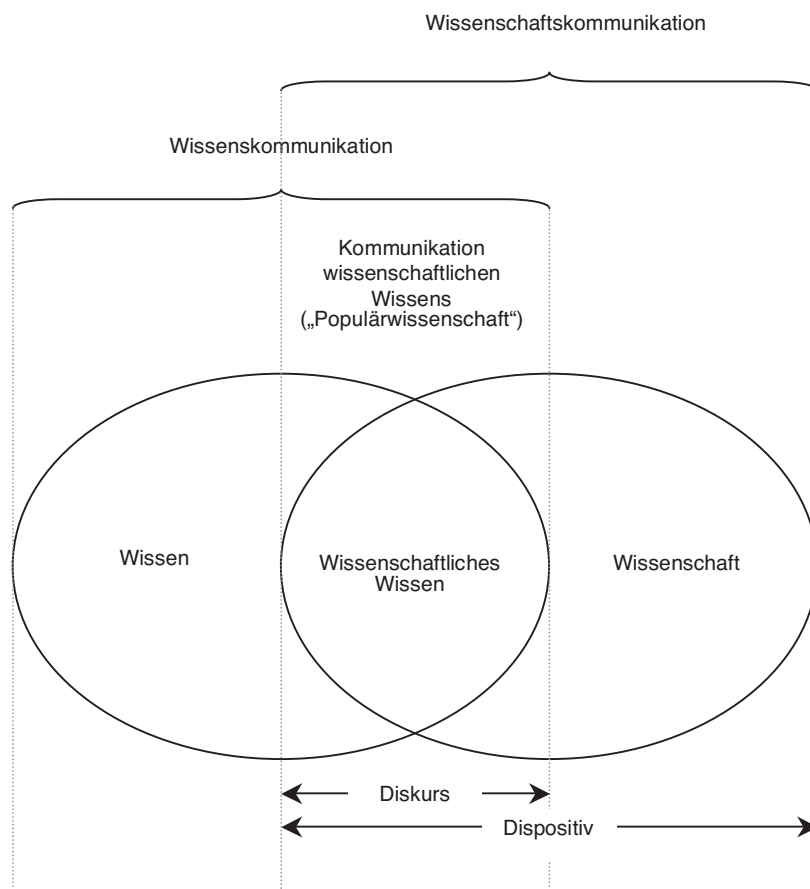 Wissenschaftskommunikation
Wissenskommunikation
Kommunikation
wissenschaftlichen
Wissens
(„Populärwissenschaft“)
Wissen
Wissenschaftliches
Wissen
Wissenschaft
Diskurs
Dispositiv